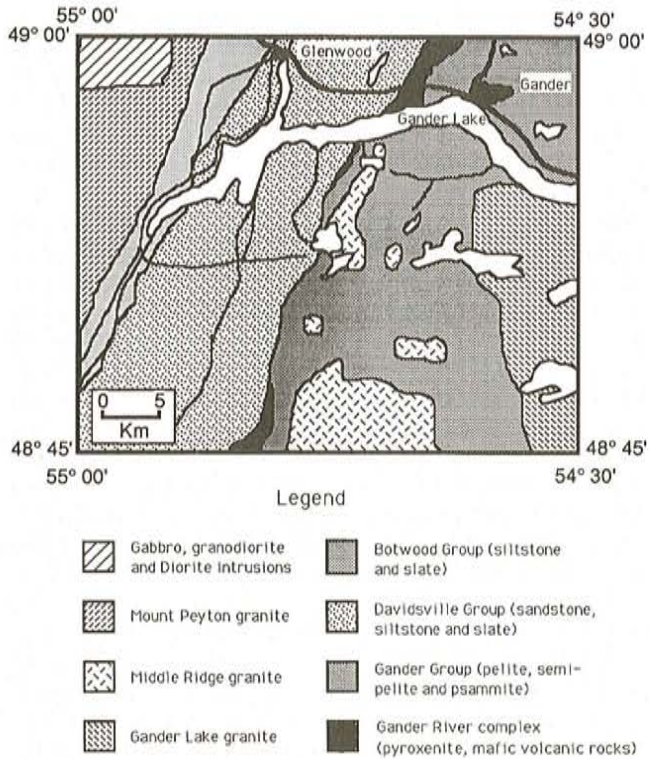 55° 00'
54° 30'
49° 00'
49 00'
Glenwood
Gander
Gander Lake
0 5
Km
48° 45'
48° 45'
55° 00'
54° 30'
Legend
Gabbro, granodiorite
and Diorite Intrusions
Mount Peyton granite
Middle Ridge granite
Gander Lake granite
Botwood Group (siltstone
and slate)
Davidsville Group (sandstone,
siltstone and slate)
Gander Group (pelite, semi-
pelite and psammite)
Gander River complex
(pyroxenite, mafic volcanic rocks)